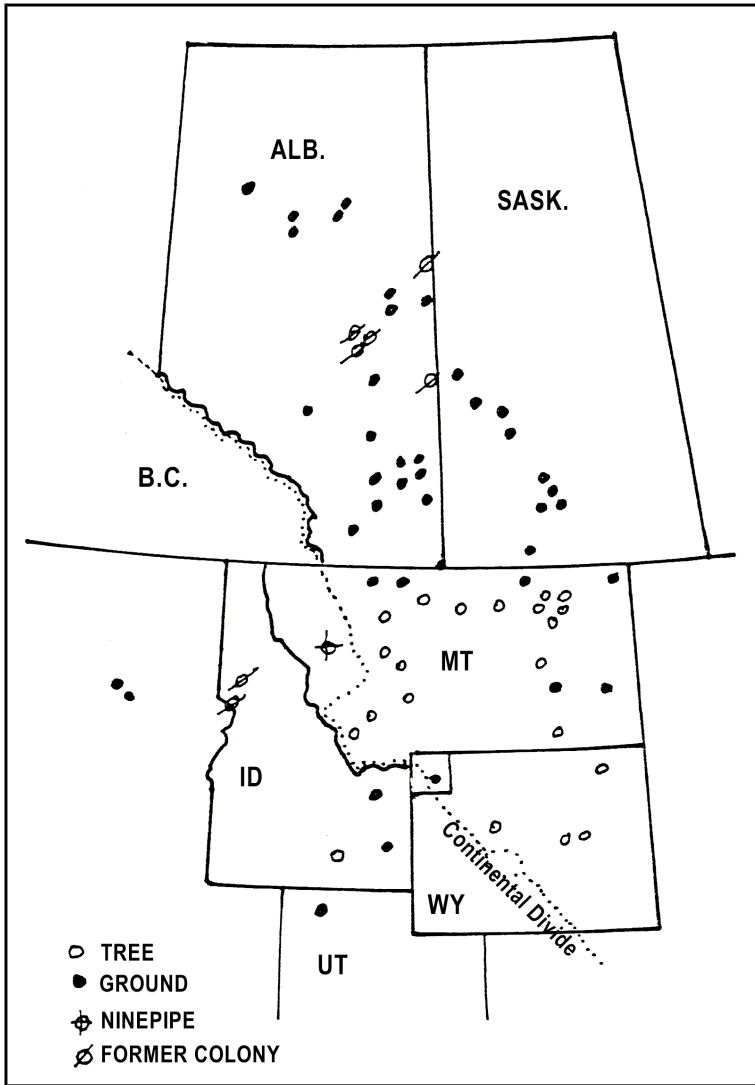 ALB.
SASK.
B.C.
MT
ID
WY
Continental Divide
UT
TREE
GROUND
NINEPIPE
FORMER COLONY